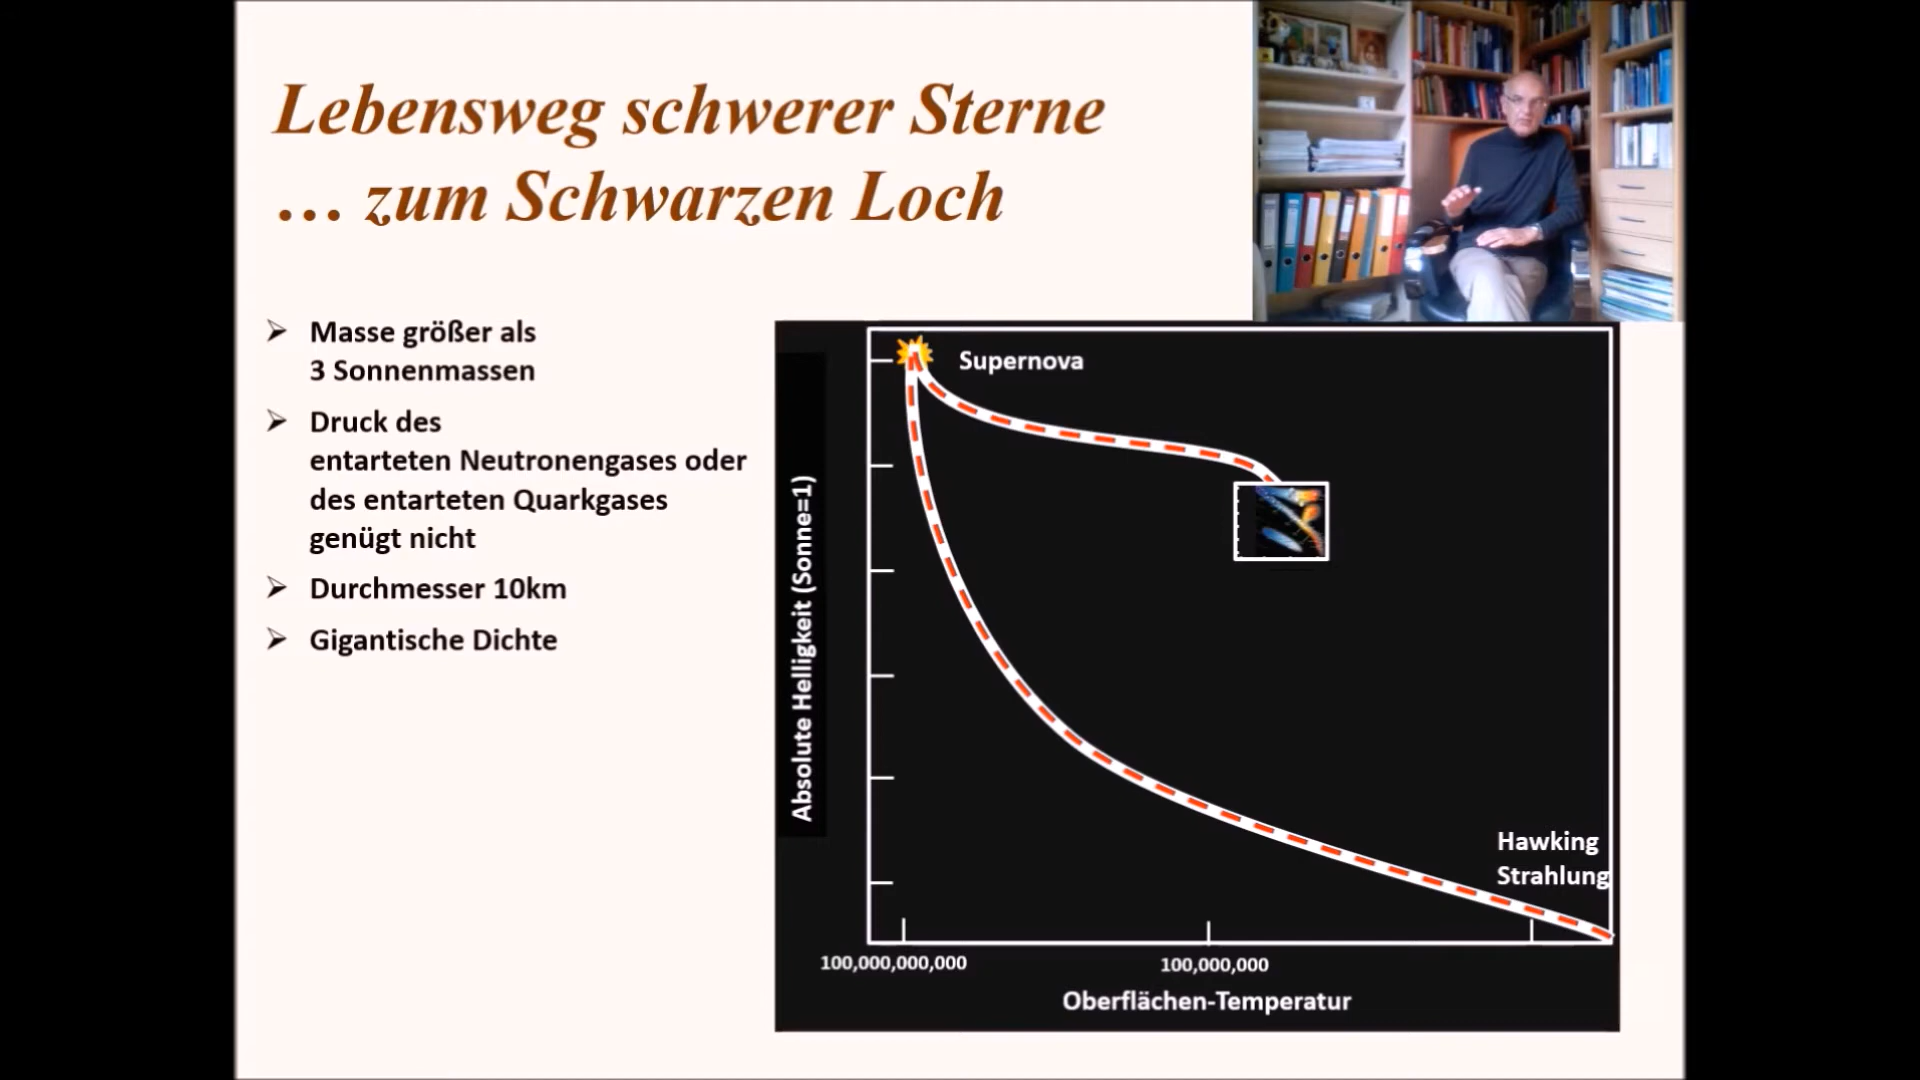 Lebensweg schwerer Sterne
… zum Schwarzen Loch
Masse größer als
3 Sonnenmassen
Druck des
entarteten Neutronengases oder
des entarteten Quarkgases
genügt nicht
Durchmesser 10km
Gigantische Dichte
Absolute Helligkeit (Sonne=1)
Supernova
Hawking
Strahlung
100,000,000,000
100,000,000
Oberflächen-Temperatur